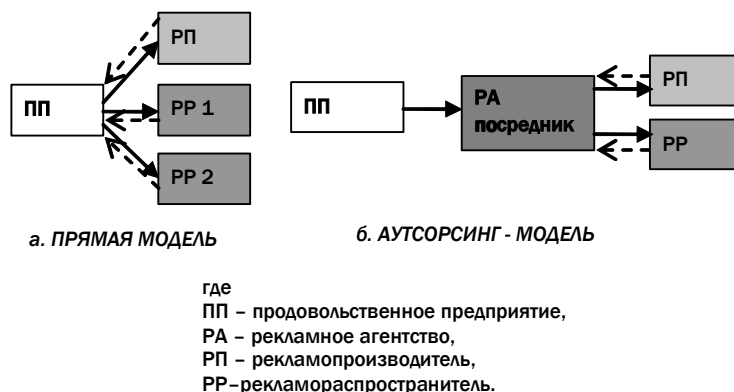 РП
ПП
РР 1
РР 2
а. ПРЯМАЯ МОДЕЛЬ
ПП
РА
посредник
РП
РР
б. АУТСОРСИНГ - МОДЕЛЬ
где
ПП – продовольственное предприятие,
РА – рекламное агентство,
РП – рекламопроизводитель,
РР–рекламораспространитель.